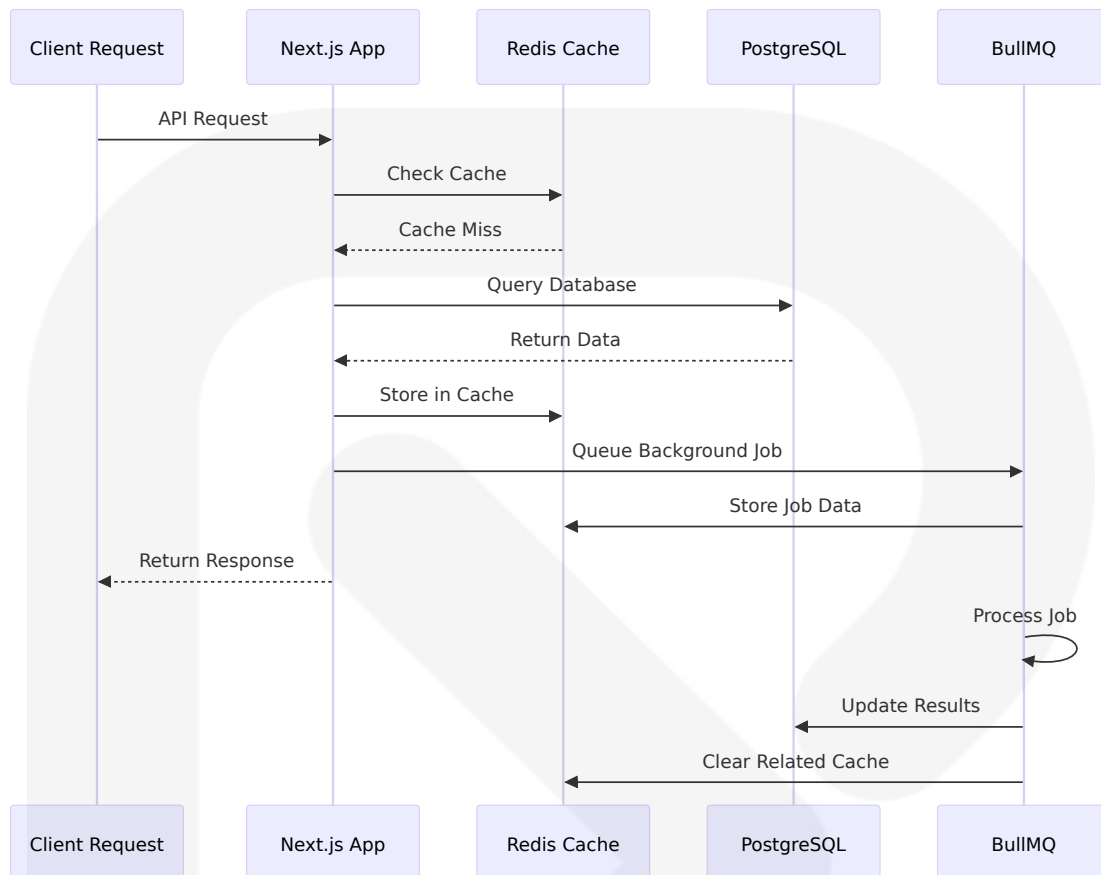 Client Request
Next.js App
Redis Cache
PostgreSQL
BullMQ
API Request
Check Cache
Cache Miss
Query Database
Return Data
Store in Cache
Queue Background Job
Store Job Data
Return Response
Process Job
Update Results
Clear Related Cache
Client Request
Next.js App
Redis Cache
PostgreSQL
BullMQ